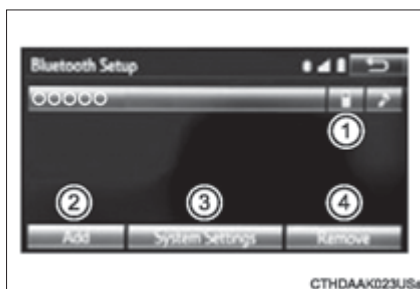 Bluetooth Setup
OOOOO
①
② ③ ④
Add System Settings Remove
CTHDAAK023USa